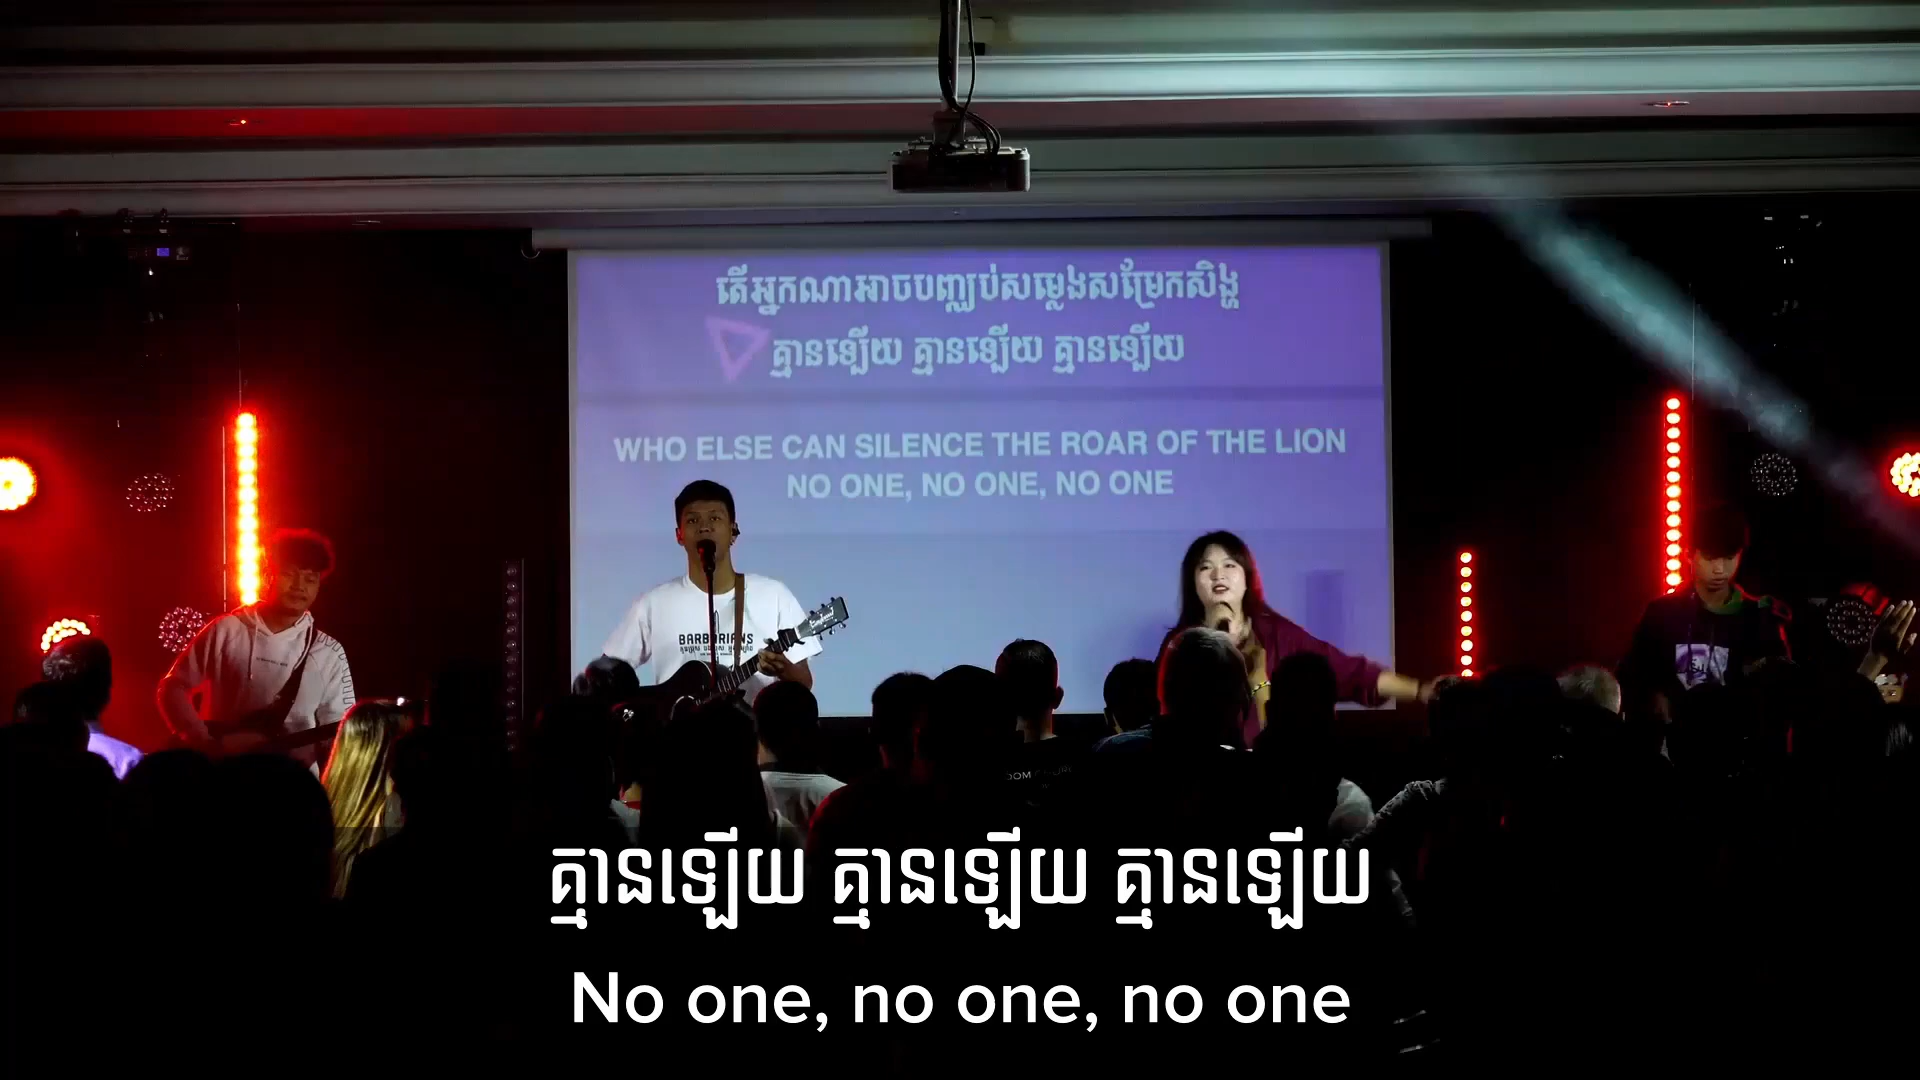 តើអ្នកណាអាចបញ្ឈប់សម្លេងសម្រែកសិង្ហ
គ្មានឡើយ គ្មានឡើយ គ្មានឡើយ
WHO ELSE CAN SILENCE THE ROAR OF THE LION
NO ONE, NO ONE, NO ONE
BARBARIANS
គ្មានឡើយ គ្មានឡើយ គ្មានឡើយ
No one, no one, no one